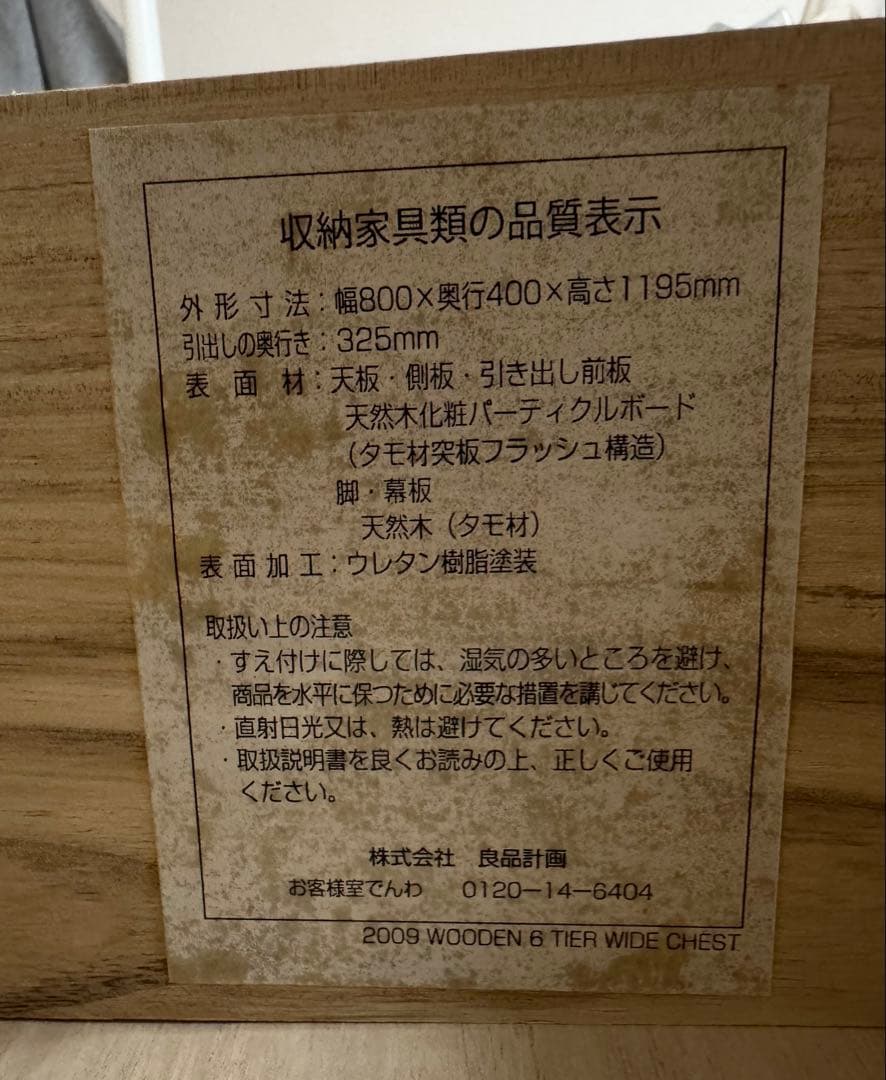 収納家具類の品質表示
外形寸法：幅800×奥行400×高さ1195mm
引出しの奥行き：325mm
表面材：天板・側板・引き出し前板
天然木化粧パーティクルボード
（タモ材突板フラッシュ構造）
脚・幕板
天然木（タモ材）
表面加工：ウレタン樹脂塗装
取扱い上の注意
・すえ付けに際しては、湿気の多いところを避け、
商品を水平に保つために必要な措置を講じてください。
・直射日光又は、熱は避けてください。
・取扱説明書を良くお読みの上、正しくご使用
ください。
株式会社　良品計画
お客様室でんわ　0120－14－6404
2009 WOODEN 6 TIER WIDE CHEST